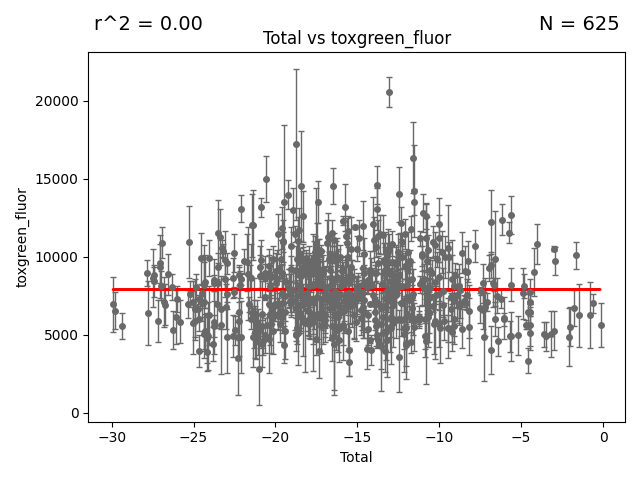 r^2 = 0.00
N = 625
Total vs toxgreen_fluor
20000
15000
10000
5000
0
toxgreen_fluor
−30
−25
−20
−15
−10
−5
0
Total